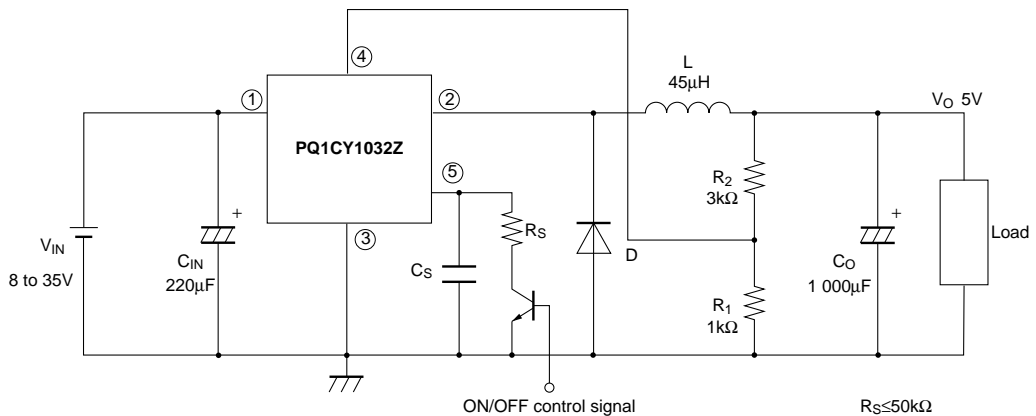 ④
L
45μH
①
②
VO 5V
PQ1CY1032Z
⑤
R2
3kΩ
③
RS
VIN
8 to 35V
+
CIN
220μF
CS
D
+
CO
1 000μF
Load
R1
1kΩ
ON/OFF control signal
RS≤50kΩ